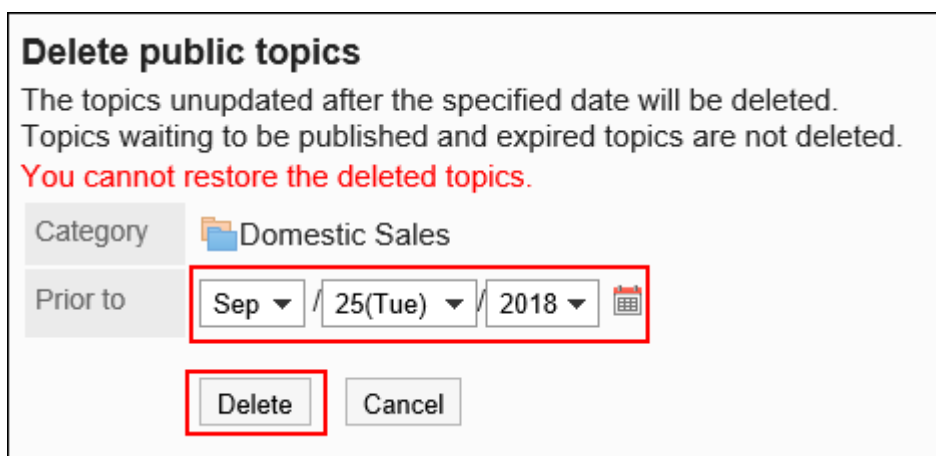 Delete public topics
The topics unupdated after the specified date will be deleted.
Topics waiting to be published and expired topics are not deleted.
You cannot restore the deleted topics.
Category Domestic Sales
Prior to Sep / 25(Tue) / 2018
Delete Cancel